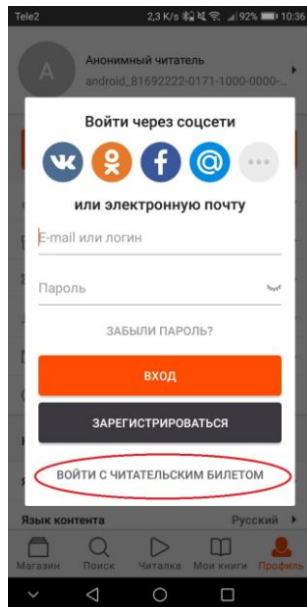 Tele2 2,3 K/s 92% 10:36
A
Анонимный читатель
android_81692222-0171-1000-0000-...
Войти через соцсети
или электронную почту
E-mail или логин
Пароль
ЗАБЫЛИ ПАРОЛЬ?
ВХОД
ЗАРЕГИСТРИРОВАТЬСЯ
ВОЙТИ С ЧИТАТЕЛЬСКИМ БИЛЕТОМ
Язык контента Русский
Магазин Поиск Читалка Мои книги Профиль